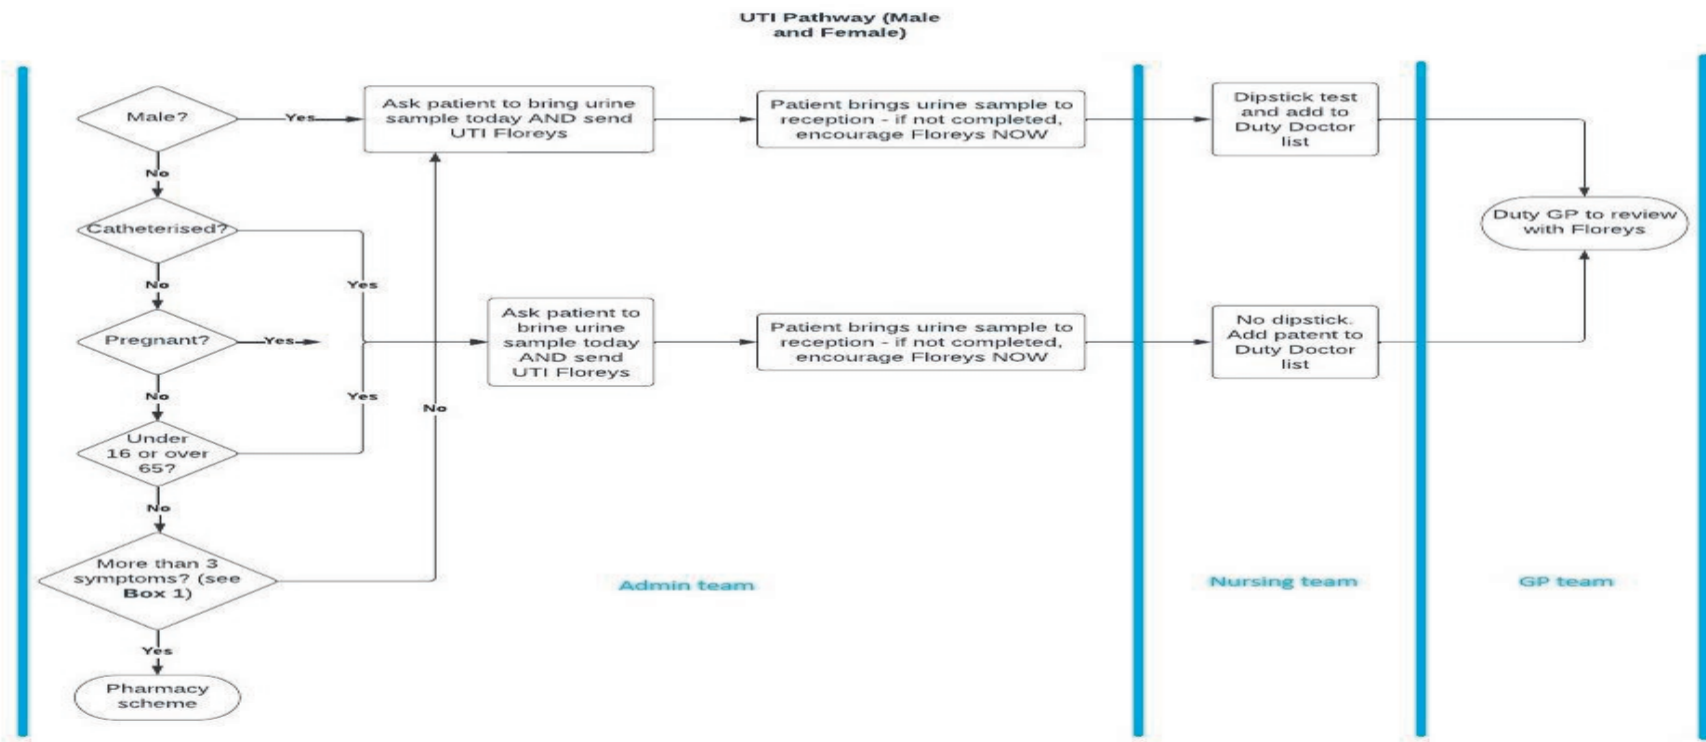 UTI Pathway (Male
and Female)
Male?
Yes
Ask patient to bring urine
sample today AND send
UTI Floreys
Patient brings urine sample to
reception - if not completed,
encourage Floreys NOW
Dipstick test
and add to
Duty Doctor
list
No
Catheterised?
Duty GP to review
with Floreys
No
Yes
Pregnant?
Yes
Ask patient to
brine urine
sample today
AND send
UTI Floreys
Patient brings urine sample to
reception - if not completed,
encourage Floreys NOW
No dipstick.
Add patent to
Duty Doctor
list
No
Yes
No
Under
16 or over
65?
No
More than 3
symptoms? (see
Box 1)
Admin team
Nursing team
GP team
Yes
Pharmacy
scheme